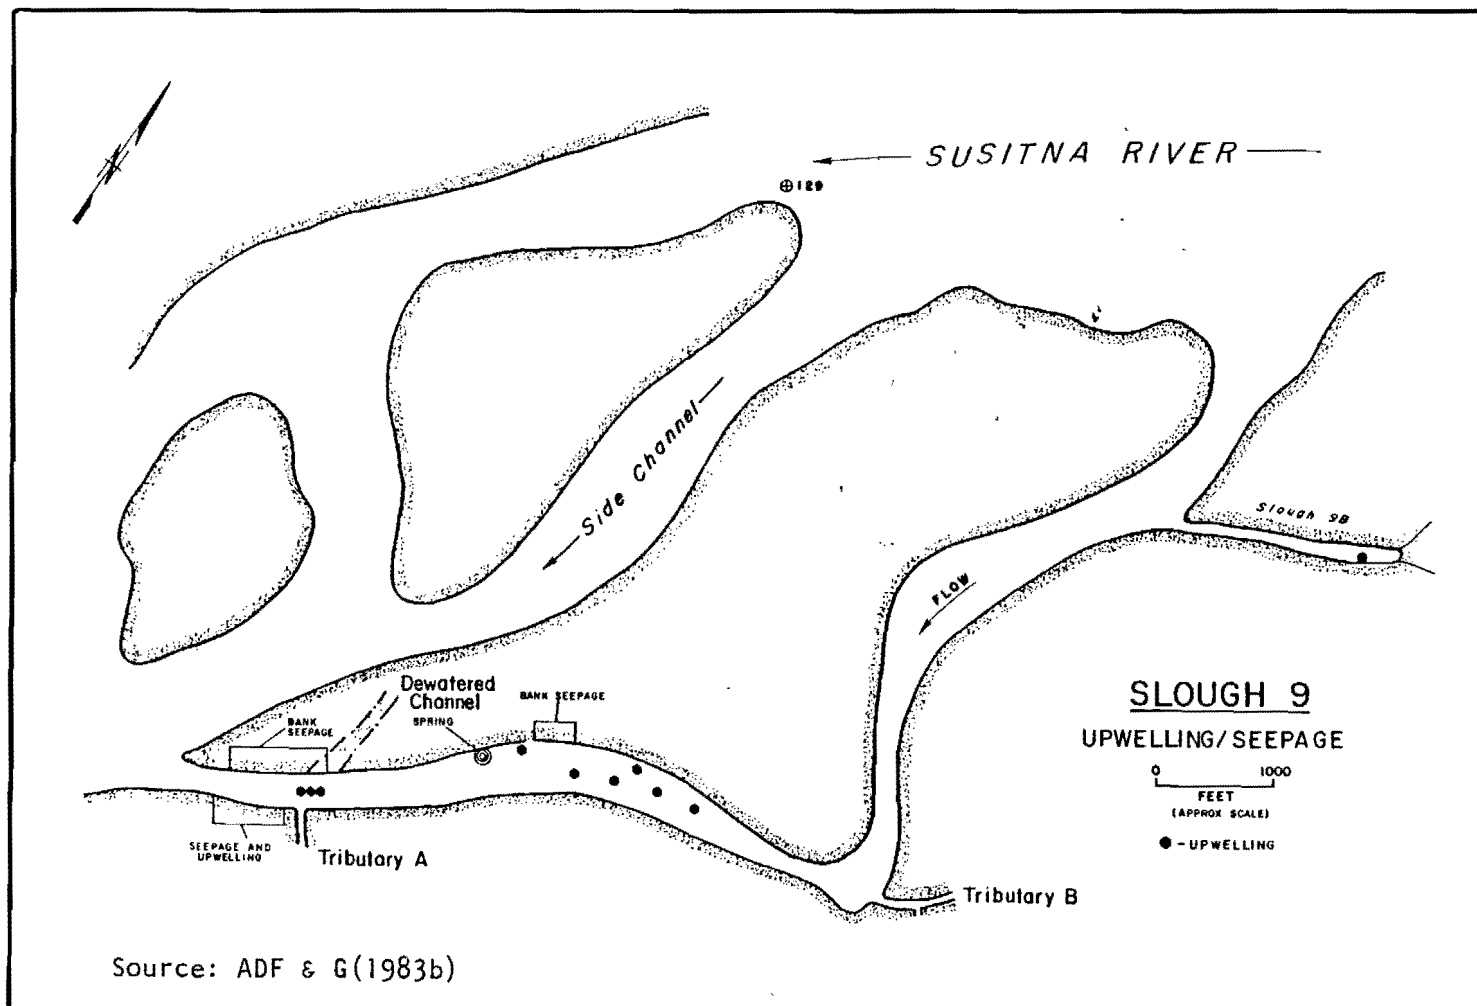 SUSITNA RIVER
129
Side Channel
Slough 9B
FLOW
Dewatered
Channel
BANK SEEPAGE
SPRING
BANK
SEEPAGE
SLOUGH 9
UPWELLING/SEEPAGE
0 1000
FEET
(APPROX SCALE)
- UPWELLING
SEEPAGE AND
UPWELLING
Tributary A
Tributary B
Source: ADF & G(1983b)